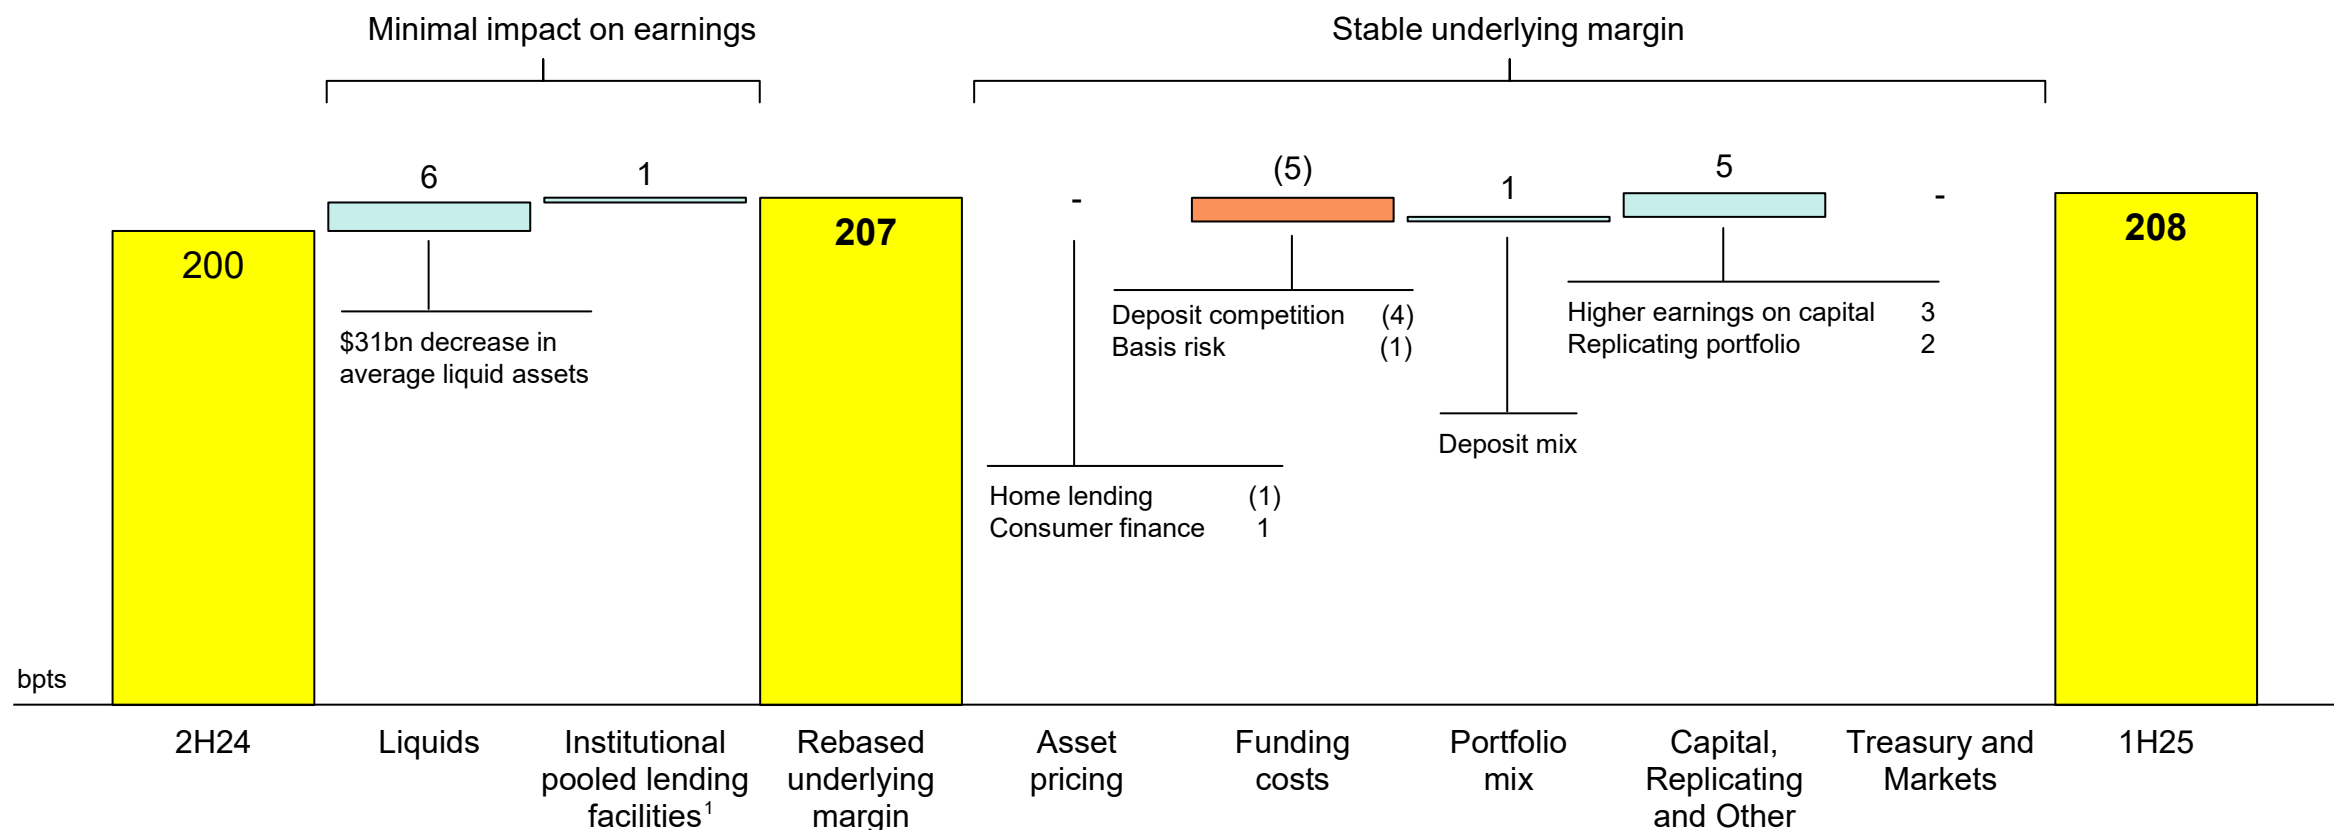 Minimal impact on earnings
Stable underlying margin
200
6
1
207
-
(5)
1
5
-
208
$31bn decrease in
average liquid assets
Home lending (1)
Consumer finance 1
Deposit competition (4)
Basis risk (1)
Deposit mix
Higher earnings on capital 3
Replicating portfolio 2
bpts
2H24
Liquids
Institutional
pooled lending
facilities¹
Rebased
underlying
margin
Asset
pricing
Funding
costs
Portfolio
mix
Capital,
Replicating
and Other
Treasury and
Markets
1H25